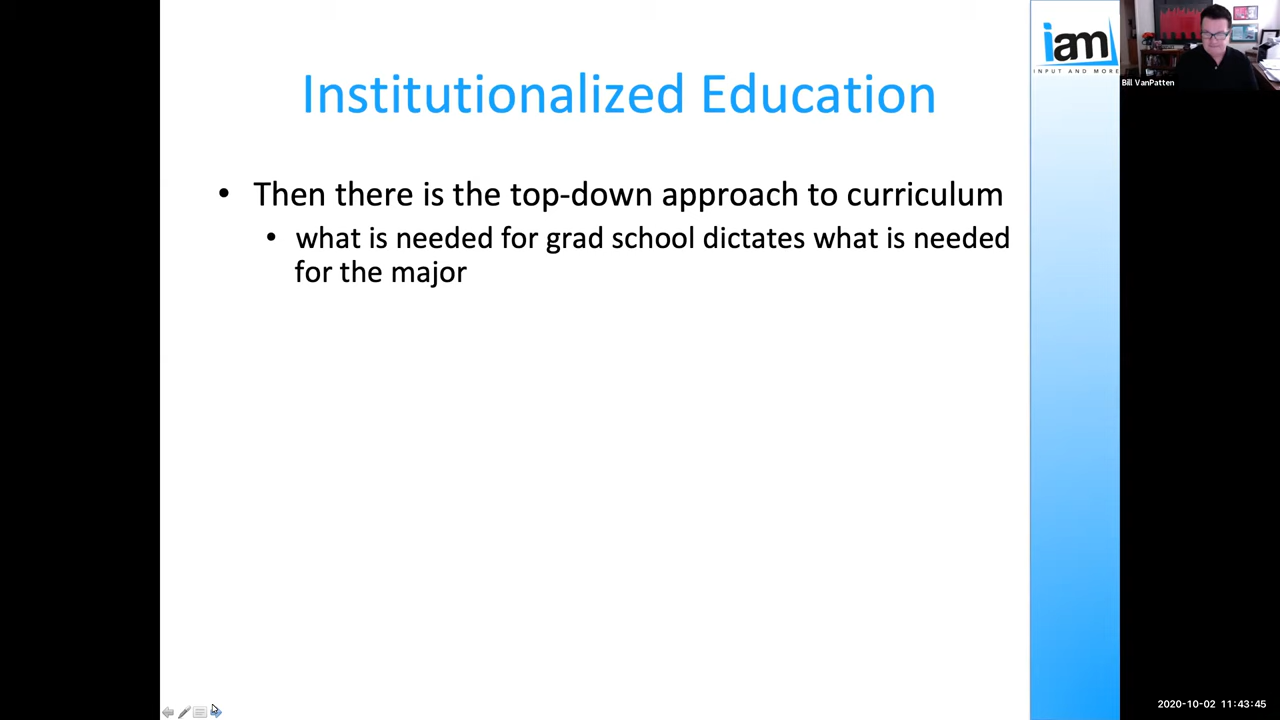 Institutionalized Education
• Then there is the top-down approach to curriculum
• what is needed for grad school dictates what is needed
for the major
iam
INPUT AND MORE
Bill VanPatten
2020-10-02 11:43:45